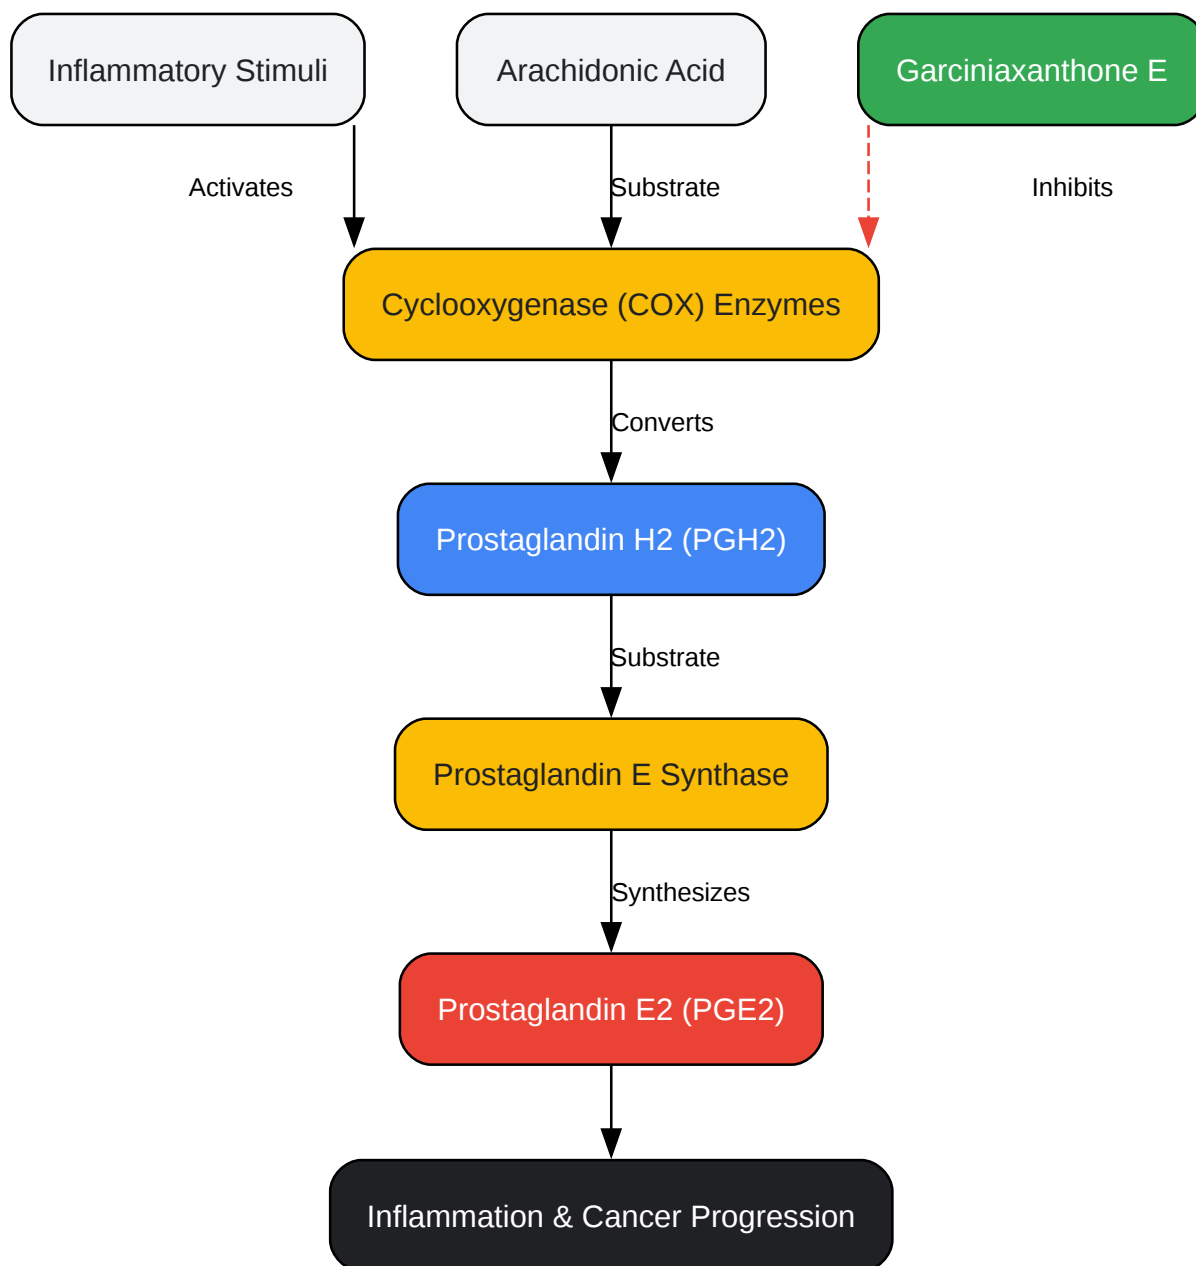 Inflammatory Stimuli
Arachidonic Acid
Garciniaxanthone E
Activates
Substrate
Inhibits
Cyclooxygenase (COX) Enzymes
Converts
Prostaglandin H2 (PGH2)
Substrate
Prostaglandin E Synthase
Synthesizes
Prostaglandin E2 (PGE2)
Inflammation & Cancer Progression